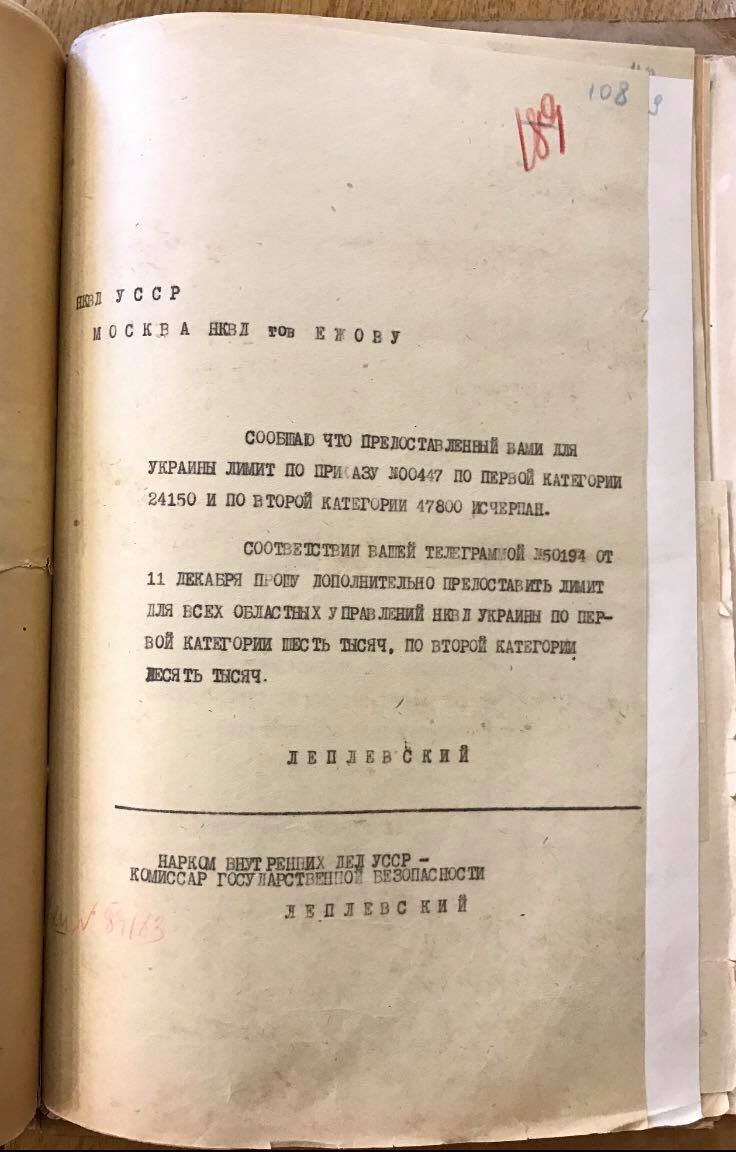 108
189
НКВД УССР
МОСКВА НКВД тов ЕЖОВУ
СООБЩАЮ ЧТО ПРЕДОСТАВЛЕННЫЙ ВАМИ ДЛЯ
УКРАИНЫ ЛИМИТ ПО ПРИКАЗУ №00447 ПО ПЕРВОЙ КАТЕГОРИИ
24150 И ПО ВТОРОЙ КАТЕГОРИИ 47800 ИСЧЕРПАН.
СООТВЕТСТВИИ ВАШЕЙ ТЕЛЕГРАММОЙ №50194 ОТ
11 ДЕКАБРЯ ПРОШУ ДОПОЛНИТЕЛЬНО ПРЕДОСТАВИТЬ ЛИМИТ
ДЛЯ ВСЕХ ОБЛАСТНЫХ УПРАВЛЕНИЙ НКВД УКРАИНЫ ПО ПЕР-
ВОЙ КАТЕГОРИИ ШЕСТЬ ТЫСЯЧ, ПО ВТОРОЙ КАТЕГОРИИ
ДЕСЯТЬ ТЫСЯЧ.
ЛЕПЛЕВСКИЙ
НАРКОМ ВНУТРЕННИХ ДЕЛ УССР –
КОМИССАР ГОСУДАРСТВЕННОЙ БЕЗОПАСНОСТИ
ЛЕПЛЕВСКИЙ